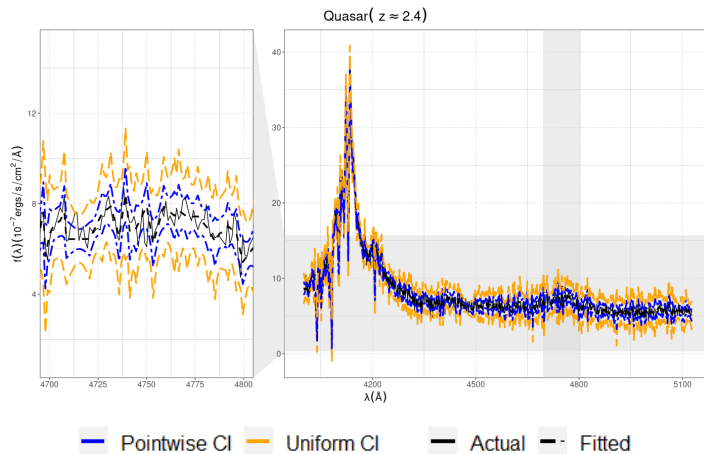 Quasar( z ≈ 2.4)
f(λ)(10⁻⁷ergs/s/cm²/Å)
12
8
4
4700 4725 4750 4775 4800
40
30
20
10
0
4200 4500 4800 5100
λ(Å)
Pointwise CI Uniform CI Actual Fitted